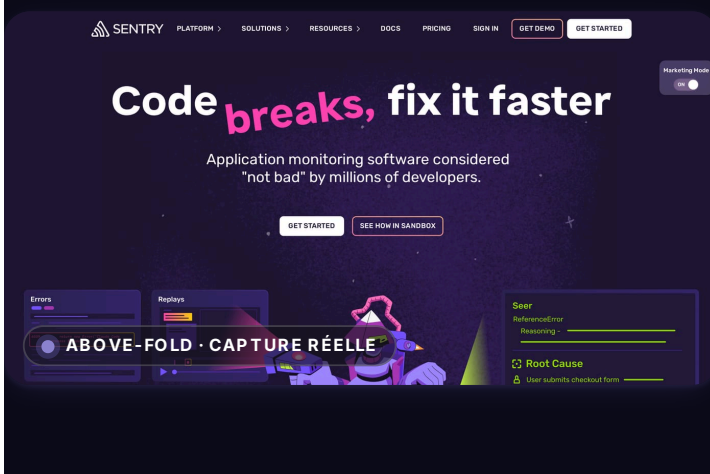 SENTRY PLATFORM SOLUTIONS RESOURCES DOCS PRICING SIGN IN GET DEMO GET STARTED
Marketing Mode
ON
Code breaks, fix it faster
Application monitoring software considered
"not bad" by millions of developers.
GET STARTED SEE HOW IN SANDBOX
Errors
Replays
Seer
ReferenceError
Reasoning -
Root Cause
User submits checkout form
ABOVE-FOLD · CAPTURE RÉELLE